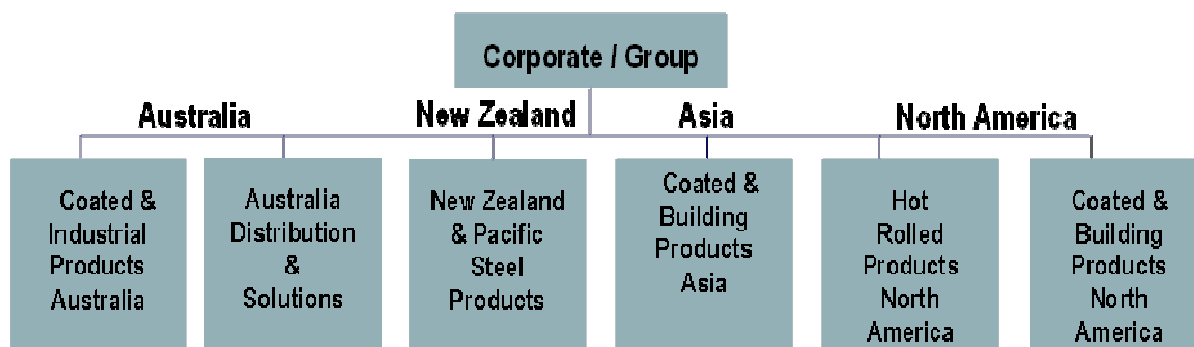 Corporate / Group
Australia
New Zealand
Asia
North America
Coated &
Industrial
Products
Australia
Australia
Distribution
&
Solutions
New Zealand
& Pacific
Steel
Products
Coated &
Building
Products
Asia
Hot
Rolled
Products
North
America
Coated &
Building
Products
North
America